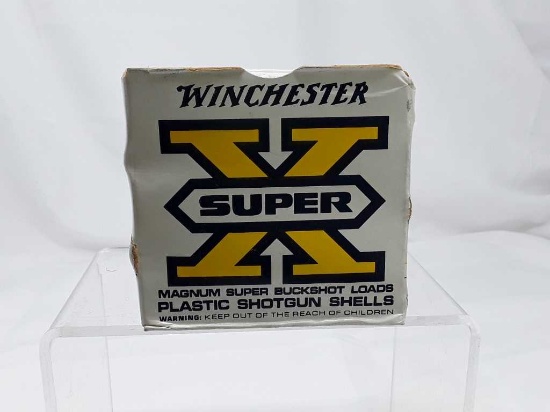 WINCHESTER
X
SUPER
MAGNUM SUPER BUCKSHOT LOADS
PLASTIC SHOTGUN SHELLS
WARNING: KEEP OUT OF THE REACH OF CHILDREN